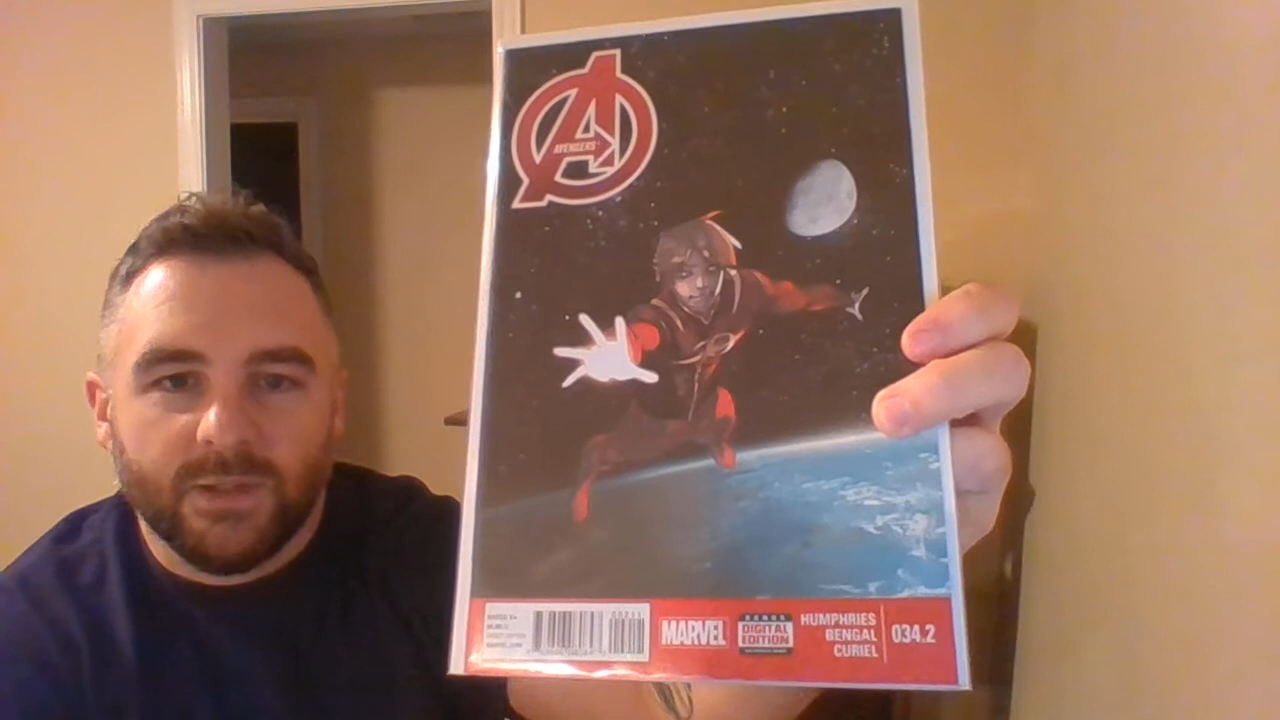 AVENGERS
MARVEL
DIGITAL
EDITION
HUMPHRIES
BENGAL
CURIEL
034.2